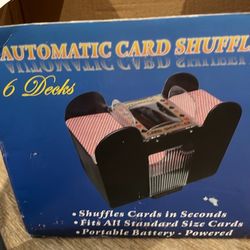 AUTOMATIC CARD SHUFFL
6 Decks
• Shuffles Cards in Seconds
• Fits All Standard Size Cards
• Portable Battery - Powered